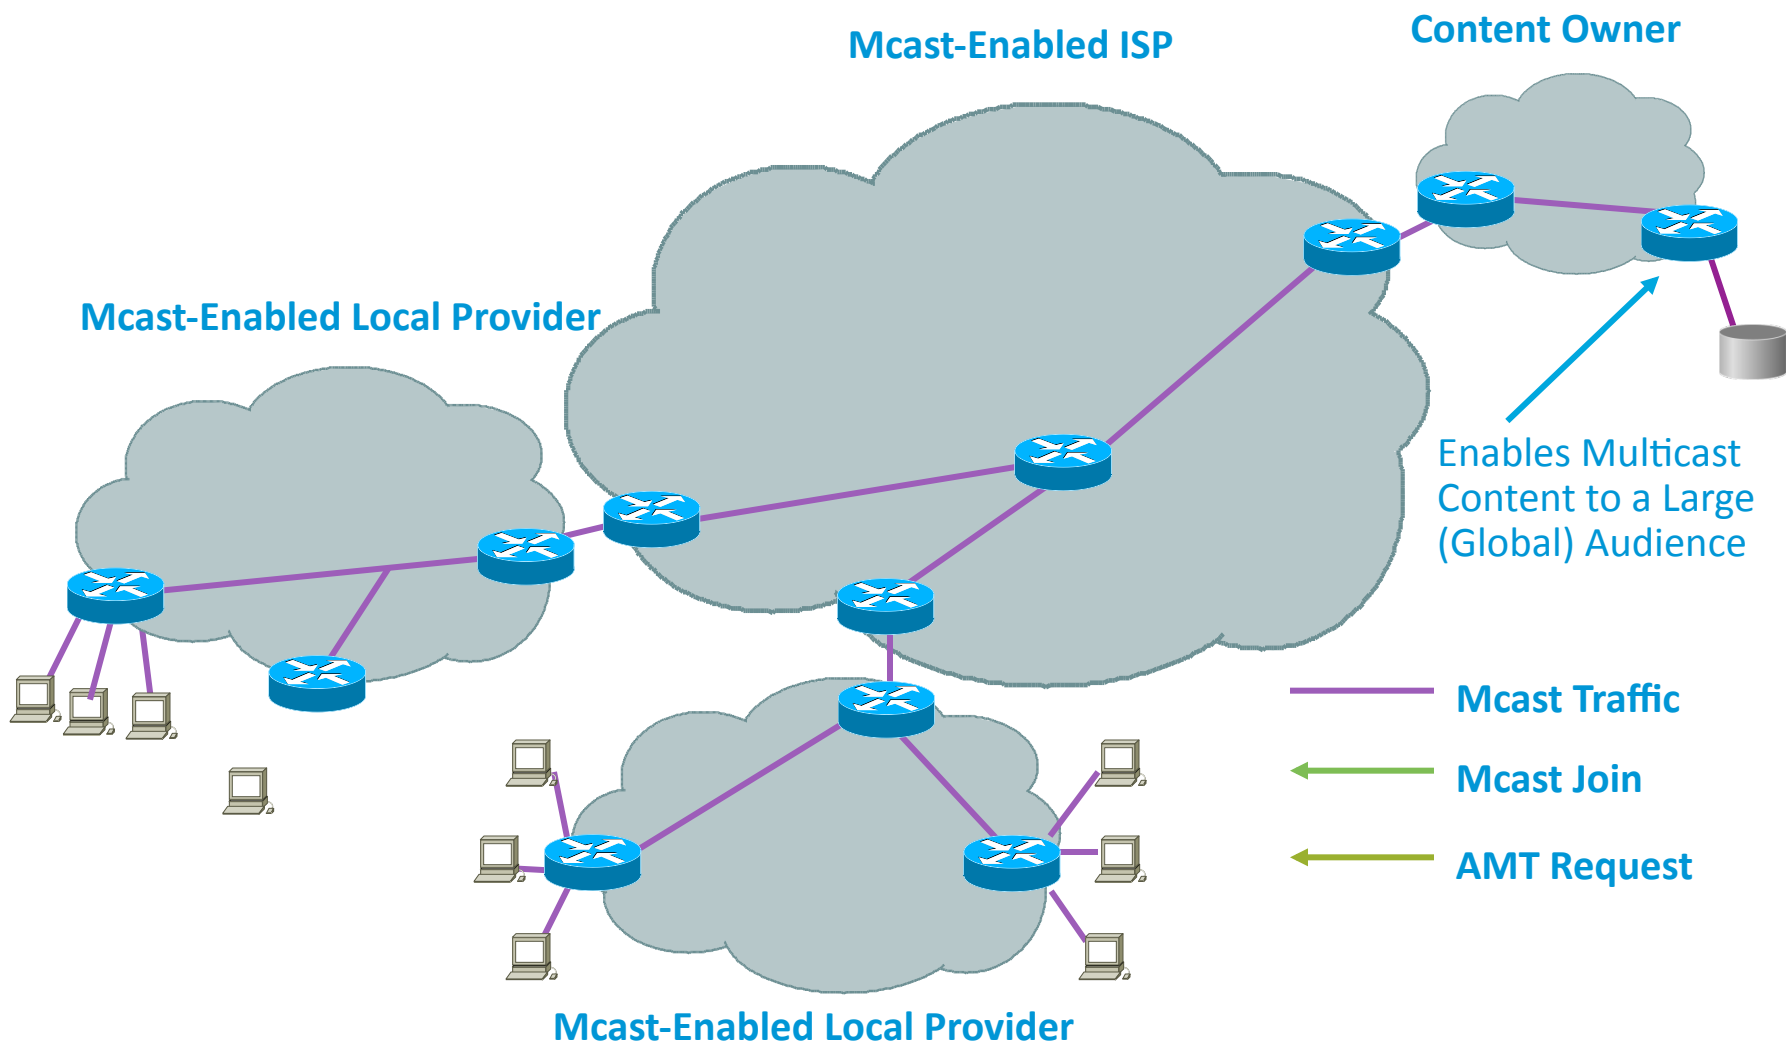 Content Owner
Mcast-Enabled ISP
Mcast-Enabled Local Provider
Enables Multicast
Content to a Large
(Global) Audience
Mcast Traffic
Mcast Join
AMT Request
Mcast-Enabled Local Provider